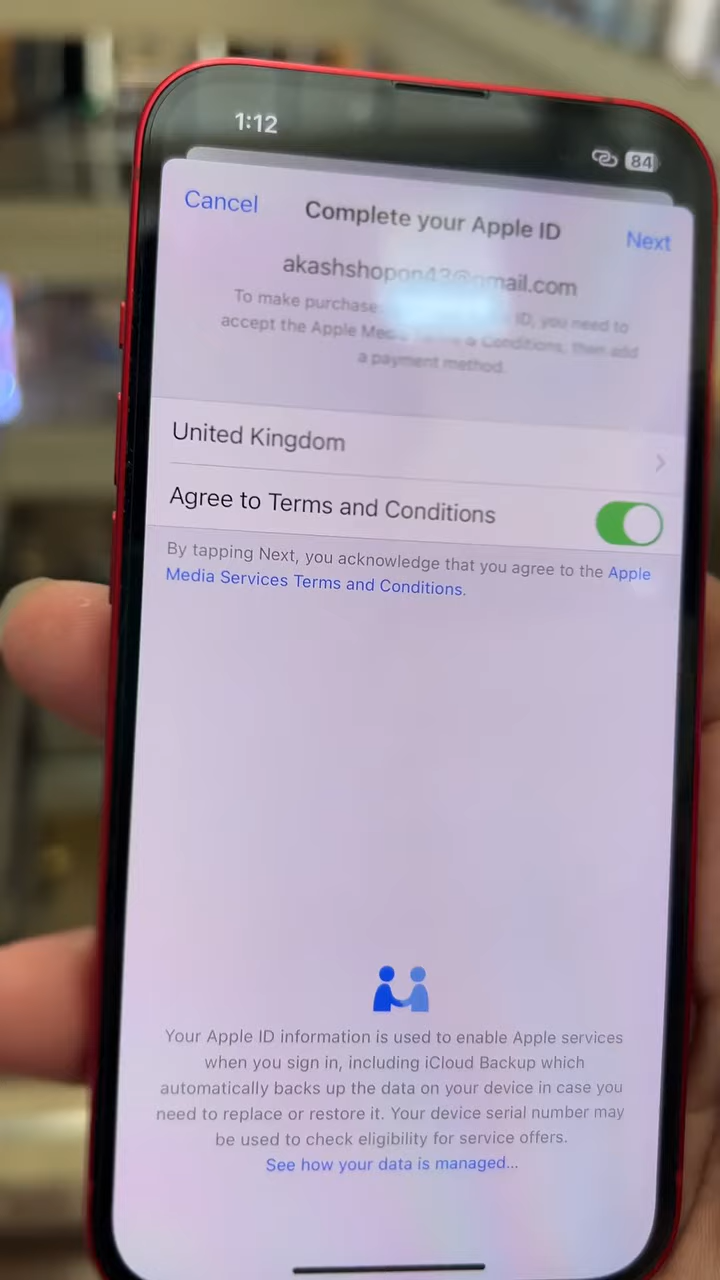 1:12
84
Cancel
Complete your Apple ID
Next
akashshopon43@gmail.com
To make purchase ID, you need to
accept the Apple & Conditions, then add
a payment method.
United Kingdom
Agree to Terms and Conditions
By tapping Next, you acknowledge that you agree to the Apple
Media Services Terms and Conditions.
Your Apple ID information is used to enable Apple services
when you sign in, including iCloud Backup which
automatically backs up the data on your device in case you
need to replace or restore it. Your device serial number may
be used to check eligibility for service offers.
See how your data is managed...